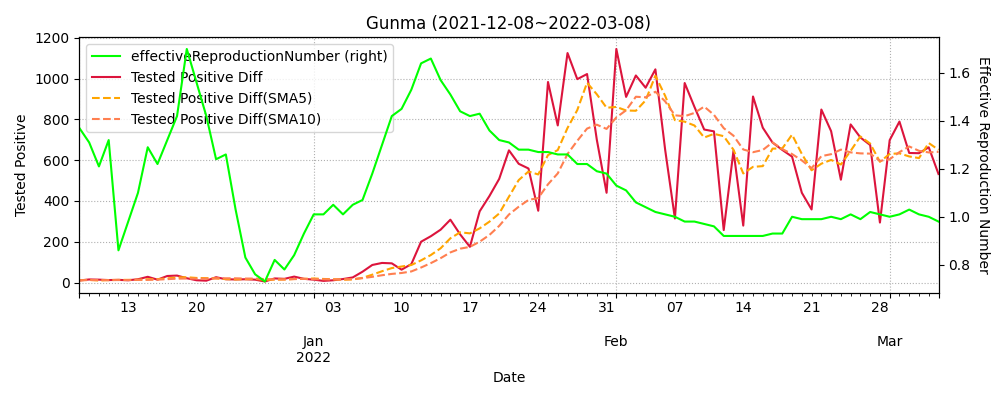 Gunma (2021-12-08~2022-03-08)
effectiveReproductionNumber (right)
Tested Positive Diff
Tested Positive Diff(SMA5)
Tested Positive Diff(SMA10)
Tested Positive
1200
1000
800
600
400
200
0
1.6
1.4
1.2
1.0
0.8
Effective Reproduction Number
13 20 27 03 10 17 24 31 07 14 21 28
Jan Feb Mar
2022
Date